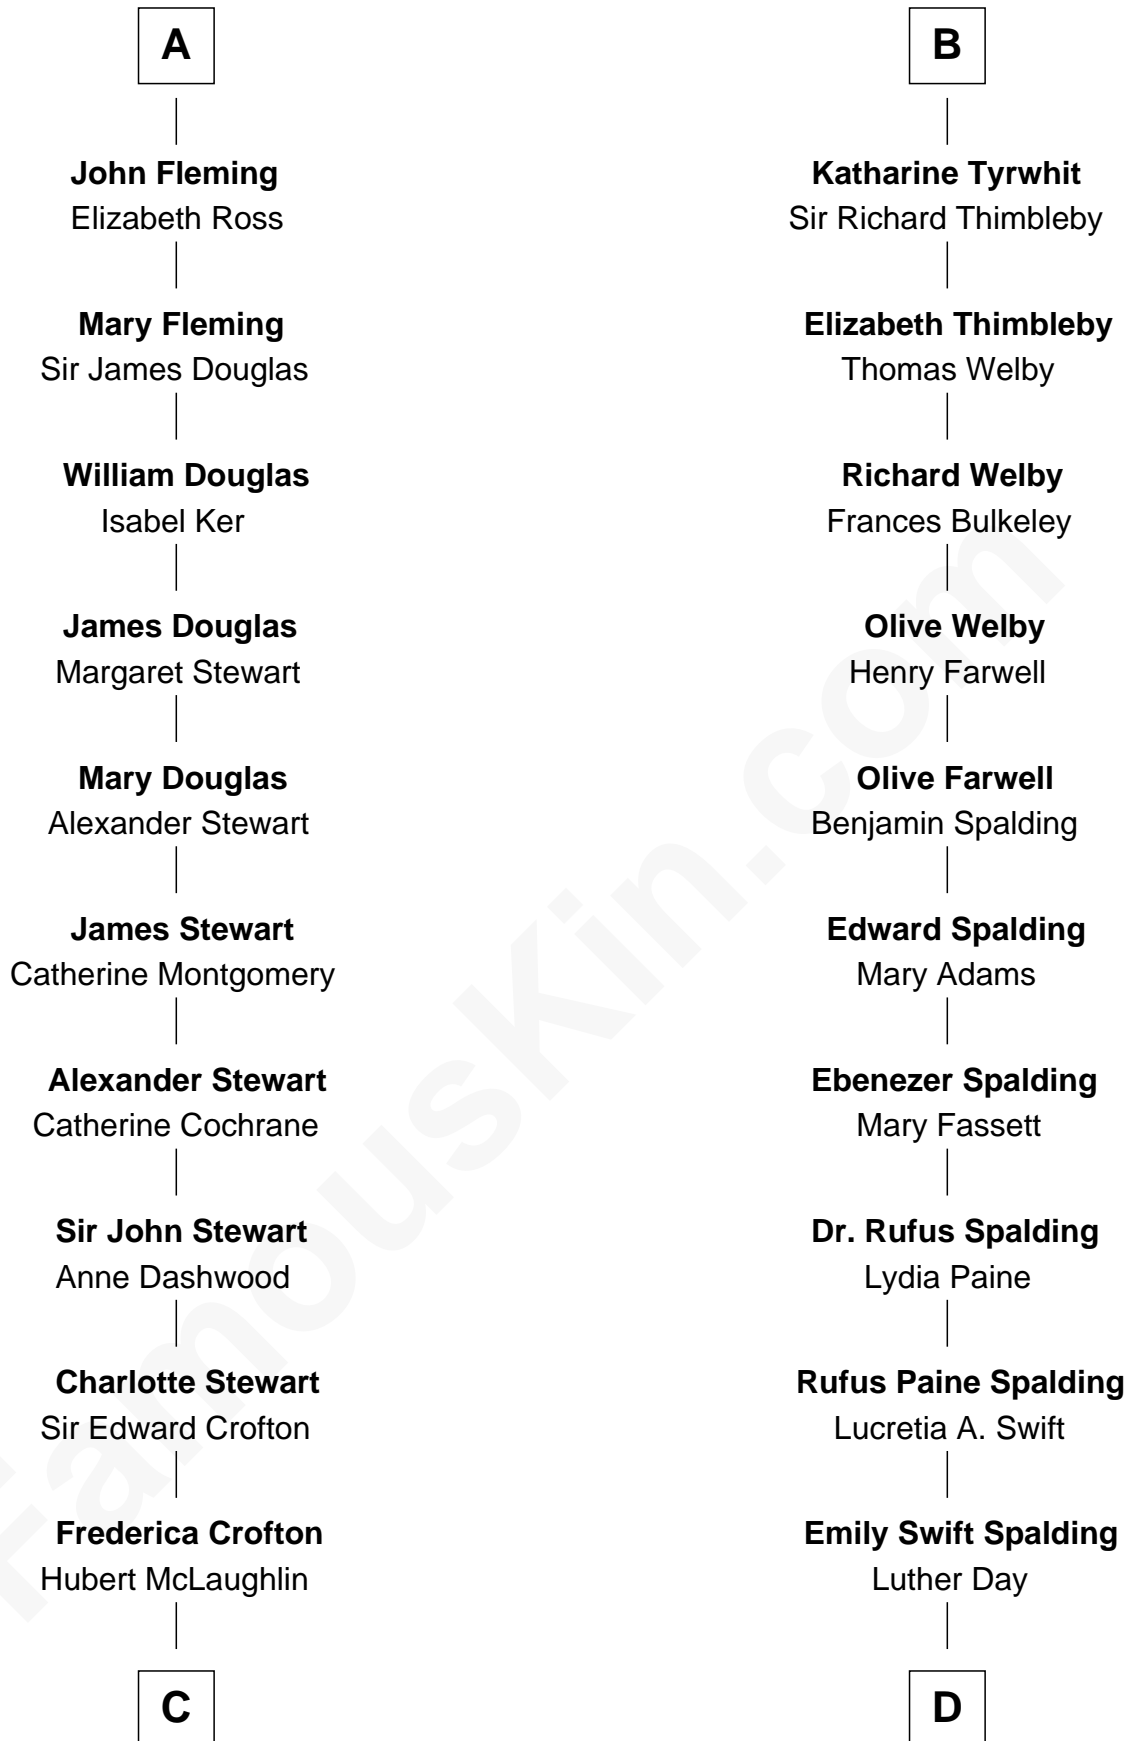 A
John Fleming
Elizabeth Ross
Mary Fleming
Sir James Douglas
William Douglas
Isabel Ker
James Douglas
Margaret Stewart
Mary Douglas
Alexander Stewart
James Stewart
Catherine Montgomery
Alexander Stewart
Catherine Cochrane
Sir John Stewart
Anne Dashwood
Charlotte Stewart
Sir Edward Crofton
Frederica Crofton
Hubert McLaughlin
C
B
Katharine Tyrwhit
Sir Richard Thimbleby
Elizabeth Thimbleby
Thomas Welby
Richard Welby
Frances Bulkeley
Olive Welby
Henry Farwell
Olive Farwell
Benjamin Spalding
Edward Spalding
Mary Adams
Ebenezer Spalding
Mary Fassett
Dr. Rufus Spalding
Lydia Paine
Rufus Paine Spalding
Lucretia A. Swift
Emily Swift Spalding
Luther Day
D
FamousKin.com